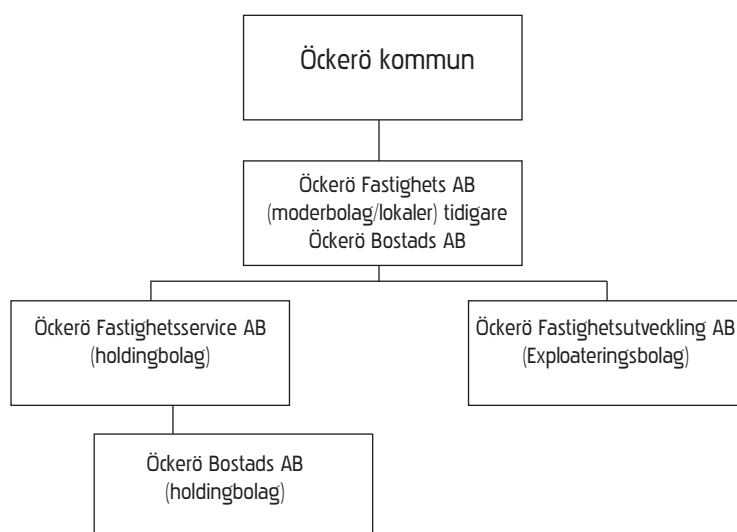 Öckerö kommun
Öckerö Fastighets AB
(moderbolag/lokaler) tidigare
Öckerö Bostads AB
Öckerö Fastighetsservice AB
(holdingbolag)
Öckerö Fastighetsutveckling AB
(Exploateringsbolag)
Öckerö Bostads AB
(holdingbolag)